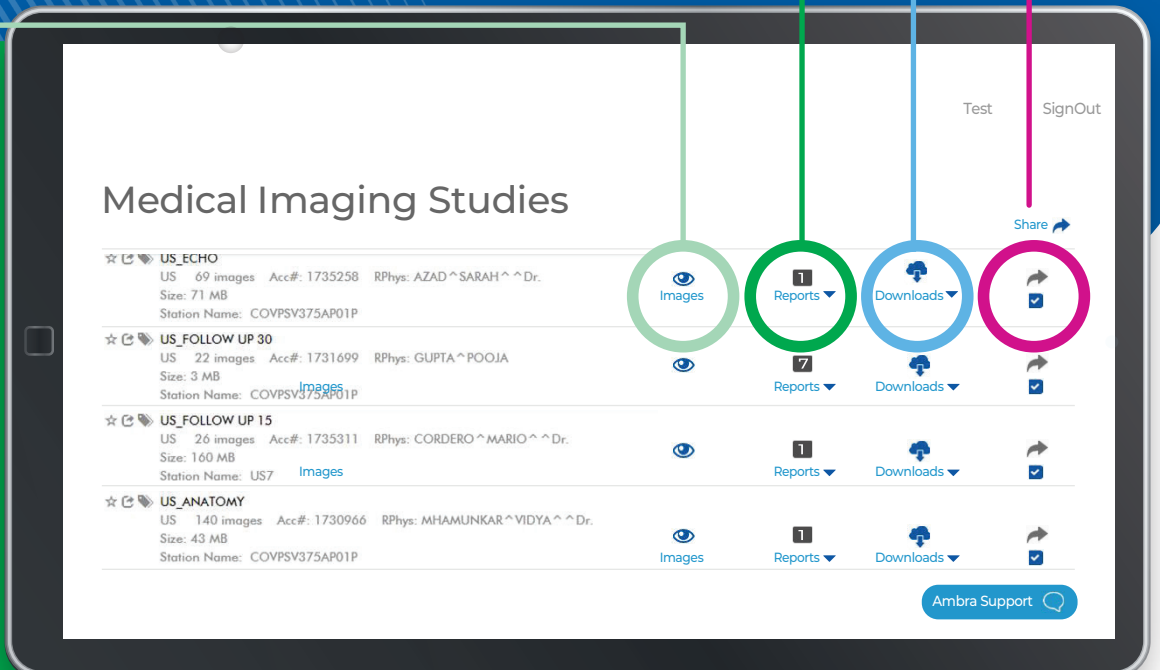 Test SignOut
Medical Imaging Studies
Share
US_ECHO
US 69 images Acc#: 1735258 RPhys: AZAD^SARAH^^Dr.
Size: 71 MB
Station Name: COVPSV375AP01P
Images
1
Reports
Downloads
US_FOLLOW UP 30
US 22 images Acc#: 1731699 RPhys: GUPTA^POOJA
Size: 3 MB
Station Name: COVPSV375AP01P
Images
7
Reports
Downloads
US_FOLLOW UP 15
US 26 images Acc#: 1735311 RPhys: CORDERO^MARIO^^Dr.
Size: 160 MB
Station Name: US7
Images
1
Reports
Downloads
US_ANATOMY
US 140 images Acc#: 1730966 RPhys: MHAMUNKAR^VIDYA^^Dr.
Size: 43 MB
Station Name: COVPSV375AP01P
Images
1
Reports
Downloads
Ambra Support